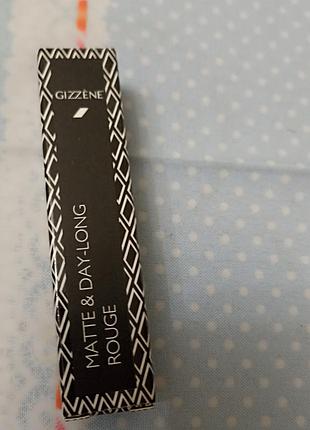 GIZZÈNE
MATTE & DAY-LONG
ROUGE